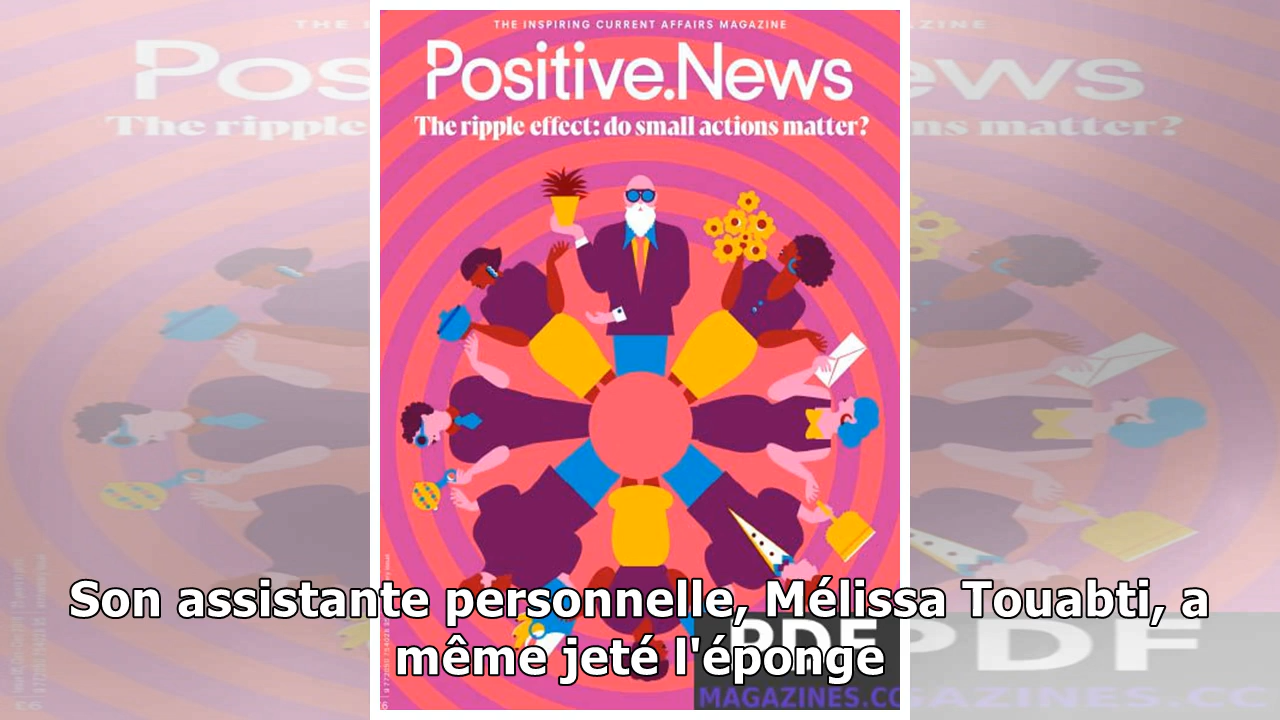 THE INSPIRING CURRENT AFFAIRS MAGAZINE
Positive.News
The ripple effect: do small actions matter?
Son assistante personnelle, Mélissa Touabti, a
même jeté l'éponge
PDF
MAGAZINES.CC